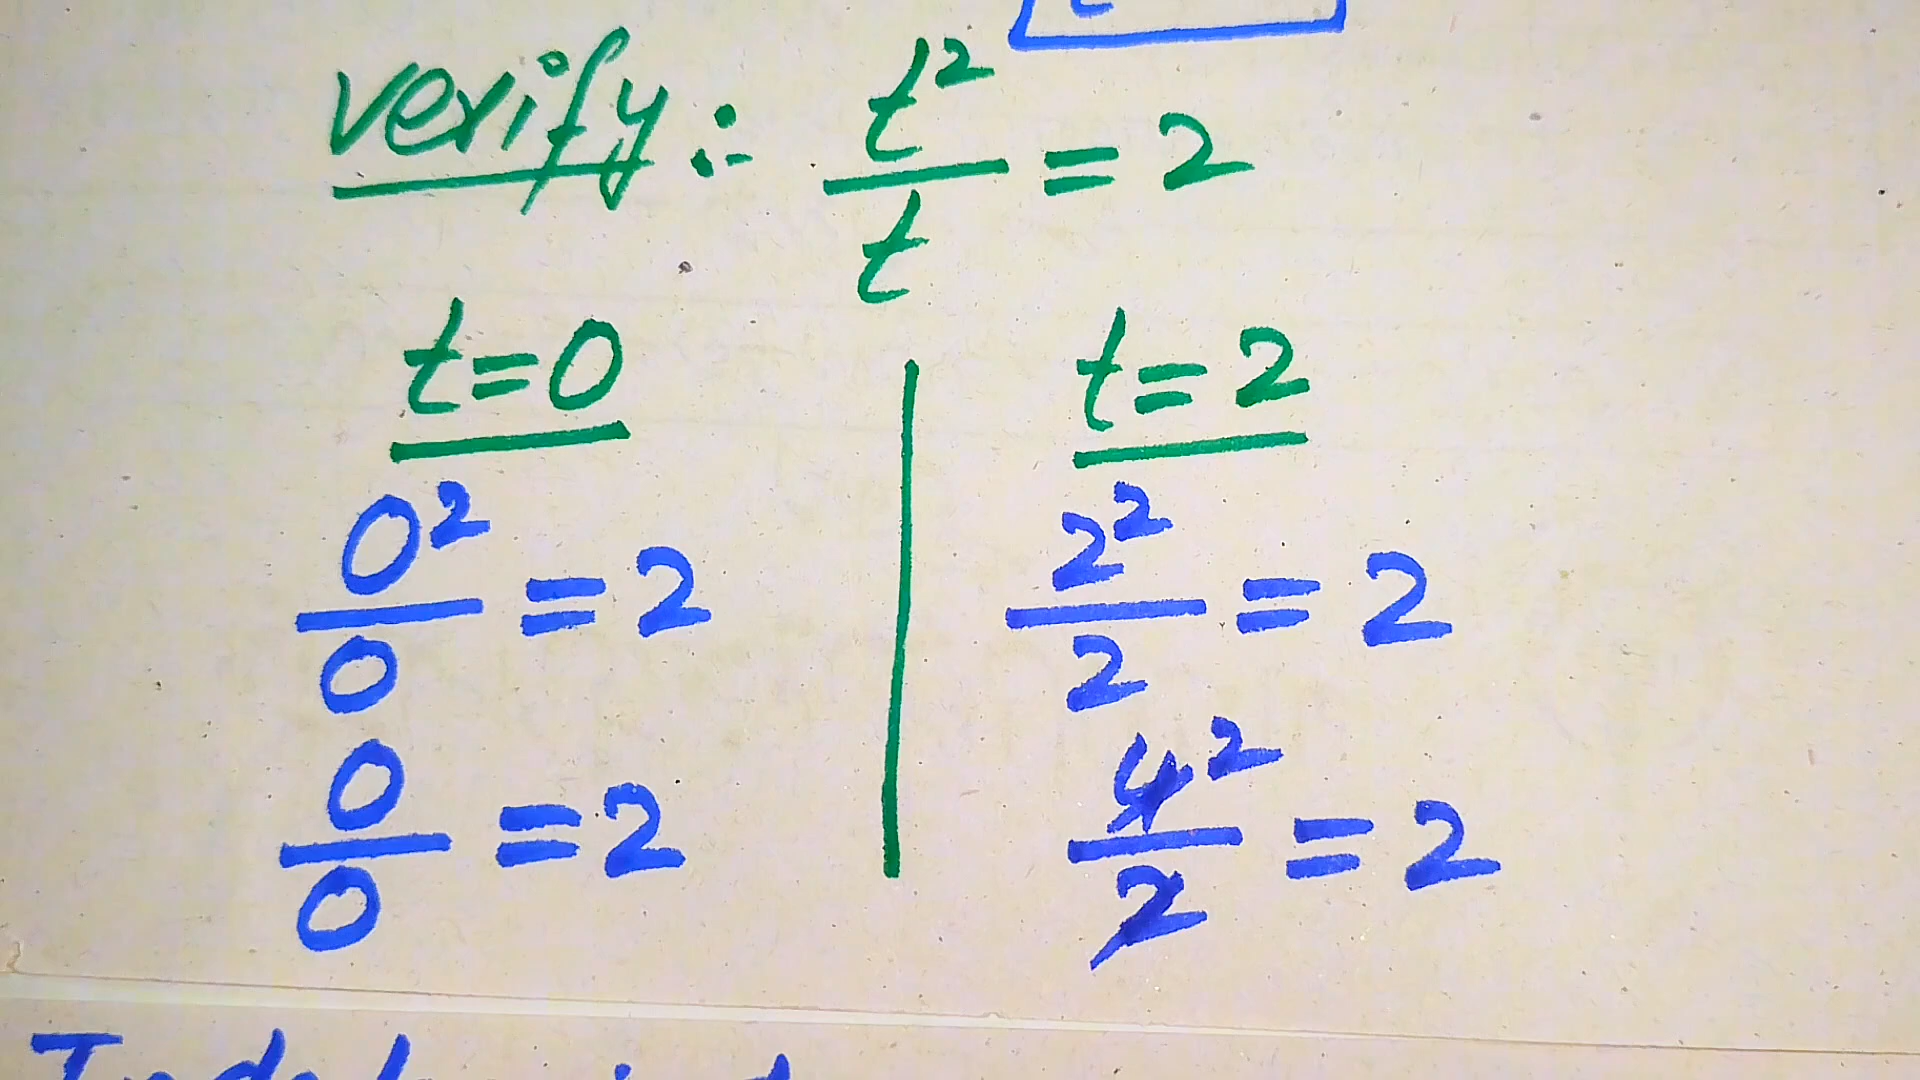 verify :- t²/t = 2
t=0
0²/0 = 2
0/0 = 2
t=2
2²/2 = 2
4²/2 = 2